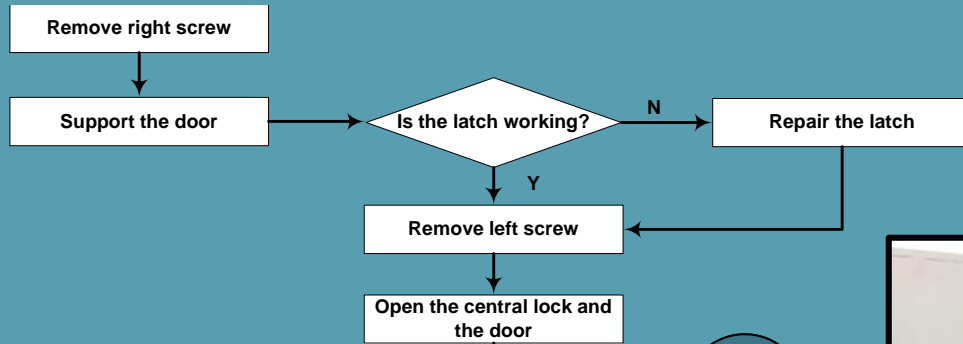 Remove right screw
Support the door
Is the latch working?
N
Repair the latch
Y
Remove left screw
Open the central lock and
the door